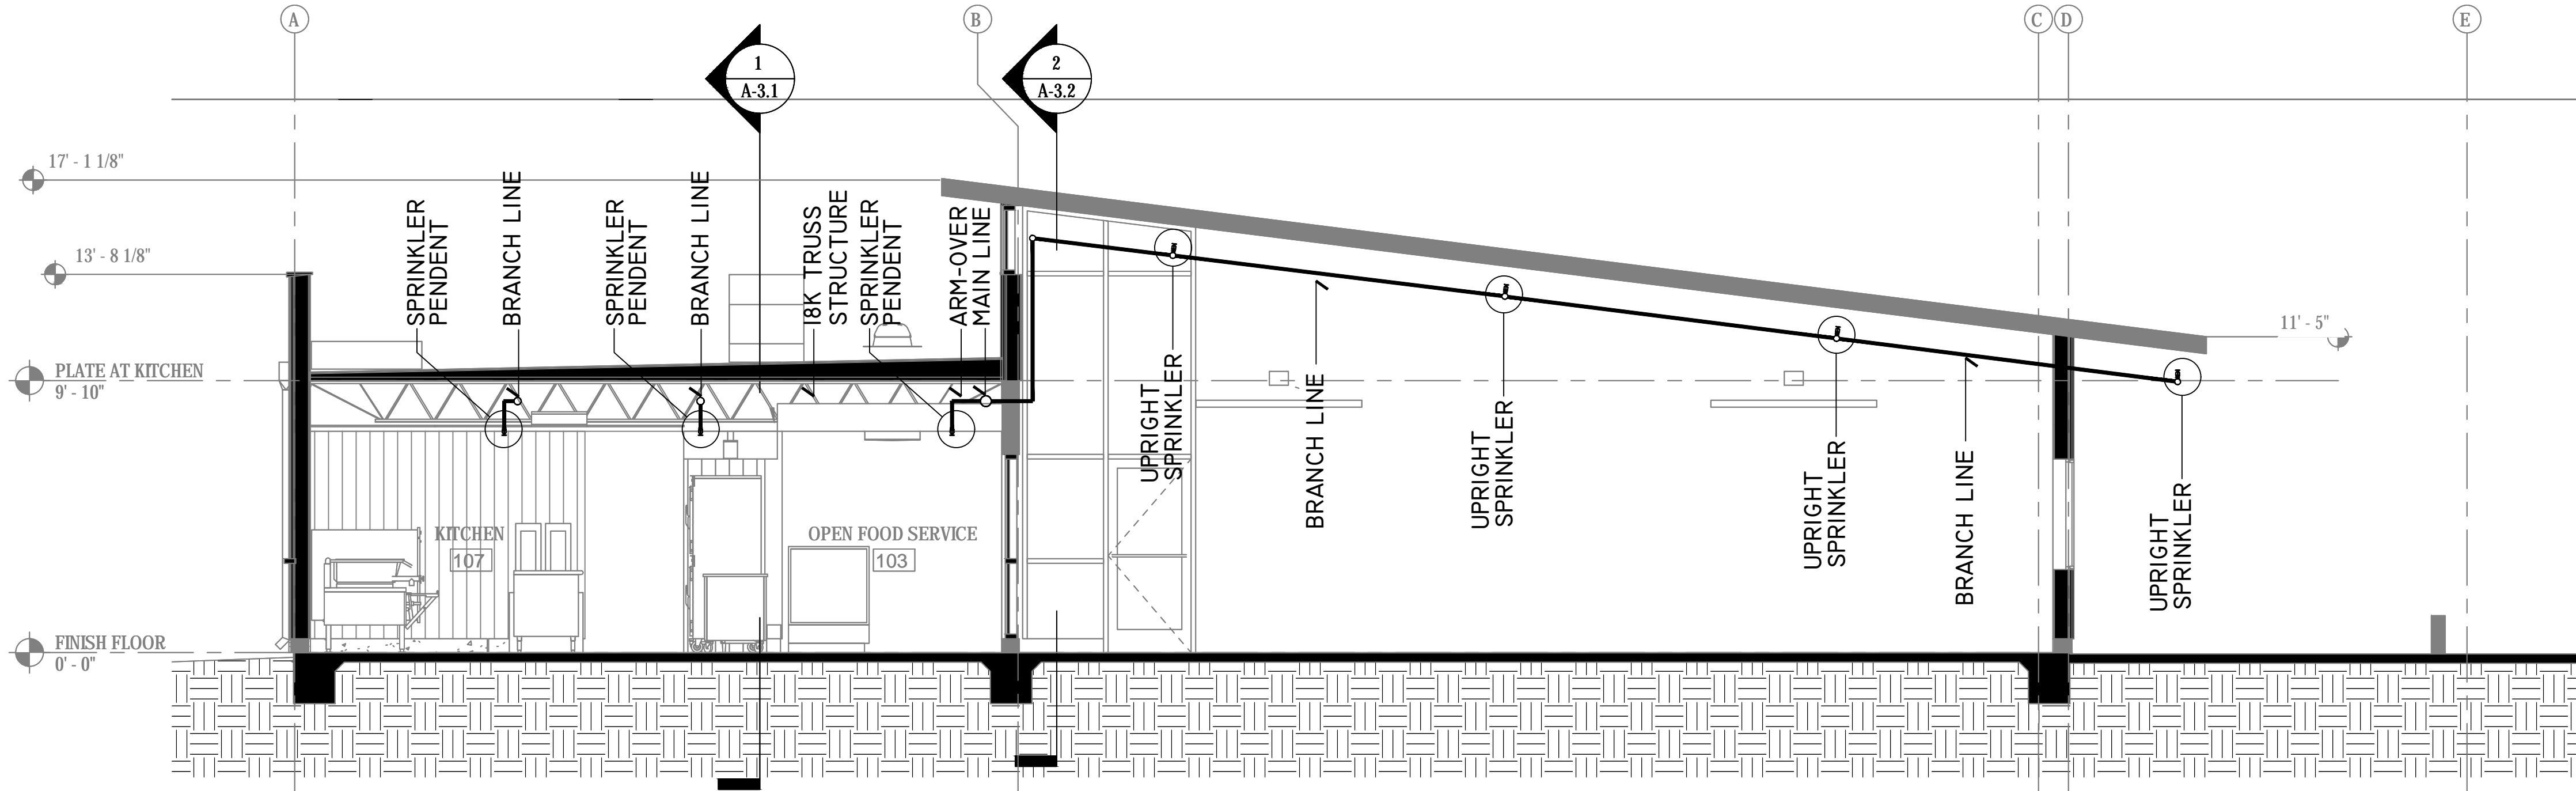 A
B
C
D
E
1
A-3.1
2
A-3.2
17' - 1 1/8"
13' - 8 1/8"
11' - 5"
PLATE AT KITCHEN
9' - 10"
FINISH FLOOR
0' - 0"
SPRINKLER
PENDENT
BRANCH LINE
SPRINKLER
PENDENT
BRANCH LINE
18K TRUSS
STRUCTURE
SPRINKLER
PENDENT
ARM-OVER
MAIN LINE
UPRIGHT
SPRINKLER
BRANCH LINE
UPRIGHT
SPRINKLER
UPRIGHT
SPRINKLER
BRANCH LINE
UPRIGHT
SPRINKLER
KITCHEN
107
OPEN FOOD SERVICE
103